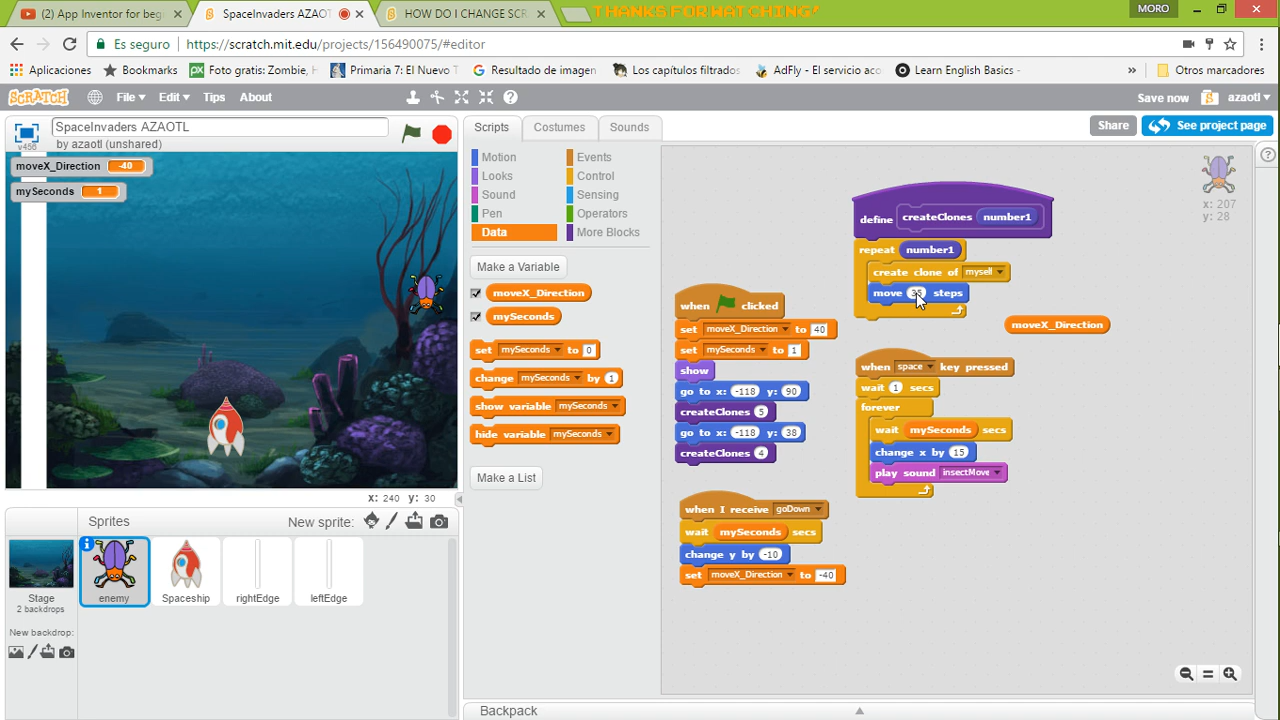 THANKS FOR WATCHING!
MORO
(2) App Inventor for beg
SpaceInvaders AZAOT
HOW DO I CHANGE SCR
Es seguro
https://scratch.mit.edu/projects/156490075/#editor
Aplicaciones
Bookmarks
Foto gratis: Zombie, H
Primaria 7: El Nuevo T
Resultado de imagen
Los capítulos filtrados
AdFly - El servicio aco
Learn English Basics -
»
Otros marcadores
SCRATCH
File
Edit
Tips
About
Save now
azaotl
SpaceInvaders AZAOTL
by azaotl (unshared)
v456
Scripts
Costumes
Sounds
Share
See project page
moveX_Direction -40
mySeconds 1
Motion
Events
Looks
Control
Sound
Sensing
Pen
Operators
Data
More Blocks
Make a Variable
moveX_Direction
mySeconds
set mySeconds to 0
change mySeconds by 1
show variable mySeconds
hide variable mySeconds
Make a List
when clicked
set moveX_Direction to 40
set mySeconds to 1
show
go to x: -118 y: 90
createClones 5
go to x: -118 y: 38
createClones 4
when I receive goDown
wait mySeconds secs
change y by -10
set moveX_Direction to -40
define createClones number1
repeat number1
create clone of myself
move steps
moveX_Direction
when space key pressed
wait 1 secs
forever
wait mySeconds secs
change x by 15
play sound insectMove
x: 207
y: 28
x: 240 y: 30
Sprites
New sprite:
Stage
2 backdrops
New backdrop:
enemy
Spaceship
rightEdge
leftEdge
Backpack